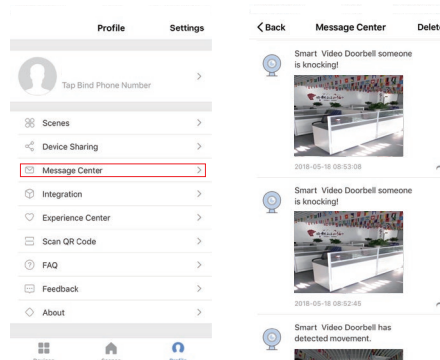 Profile
Settings
Tap Bind Phone Number
Scenes
Device Sharing
Message Center
Integration
Experience Center
Scan QR Code
FAQ
Feedback
About
Profile
Back
Message Center
Delete
Smart Video Doorbell someone
is knocking!
2018-05-16 08:53:08
Smart Video Doorbell someone
is knocking!
2018-05-16 08:52:45
Smart Video Doorbell has
detected movement.